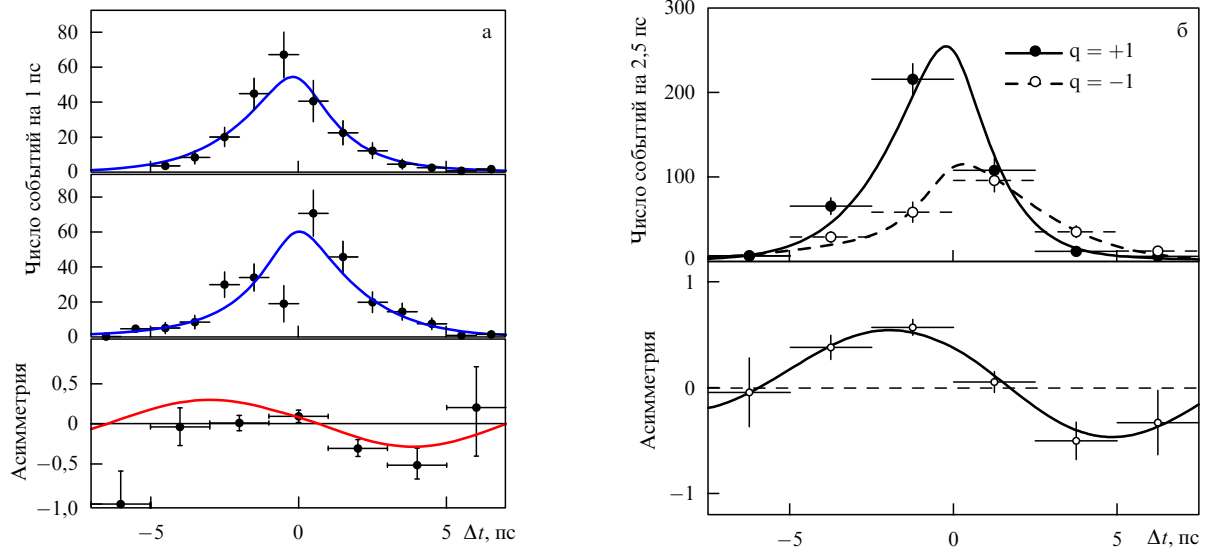 а
Число событий на 1 пс
80
60
40
20
0
80
60
40
20
0
Асимметрия
0,5
0
−0,5
−1,0
−5
0
5
Δt, пс
б
Число событий на 2,5 пс
300
200
100
0
q = +1
q = −1
Асимметрия
1
0
−1
−5
0
5
Δt, пс